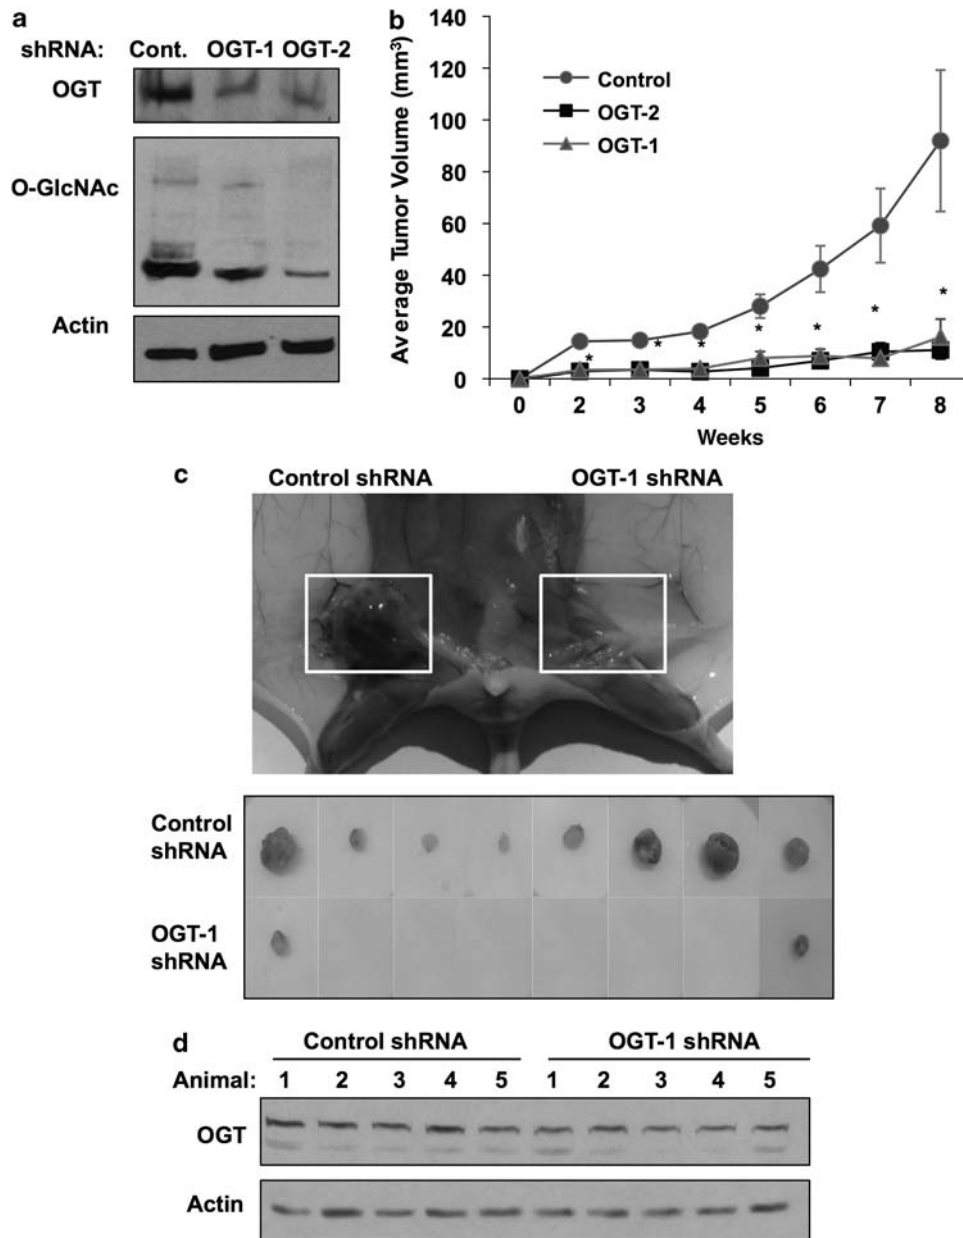 a
shRNA: Cont. OGT-1 OGT-2
OGT
O-GlcNAc
Actin
b
Average Tumor Volume (mm³)
140
120
100
80
60
40
20
0
Control
OGT-2
OGT-1
* * * * * * *
0 2 3 4 5 6 7 8
Weeks
c
Control shRNA OGT-1 shRNA
Control
shRNA
OGT-1
shRNA
d
Control shRNA OGT-1 shRNA
Animal: 1 2 3 4 5 1 2 3 4 5
OGT
Actin